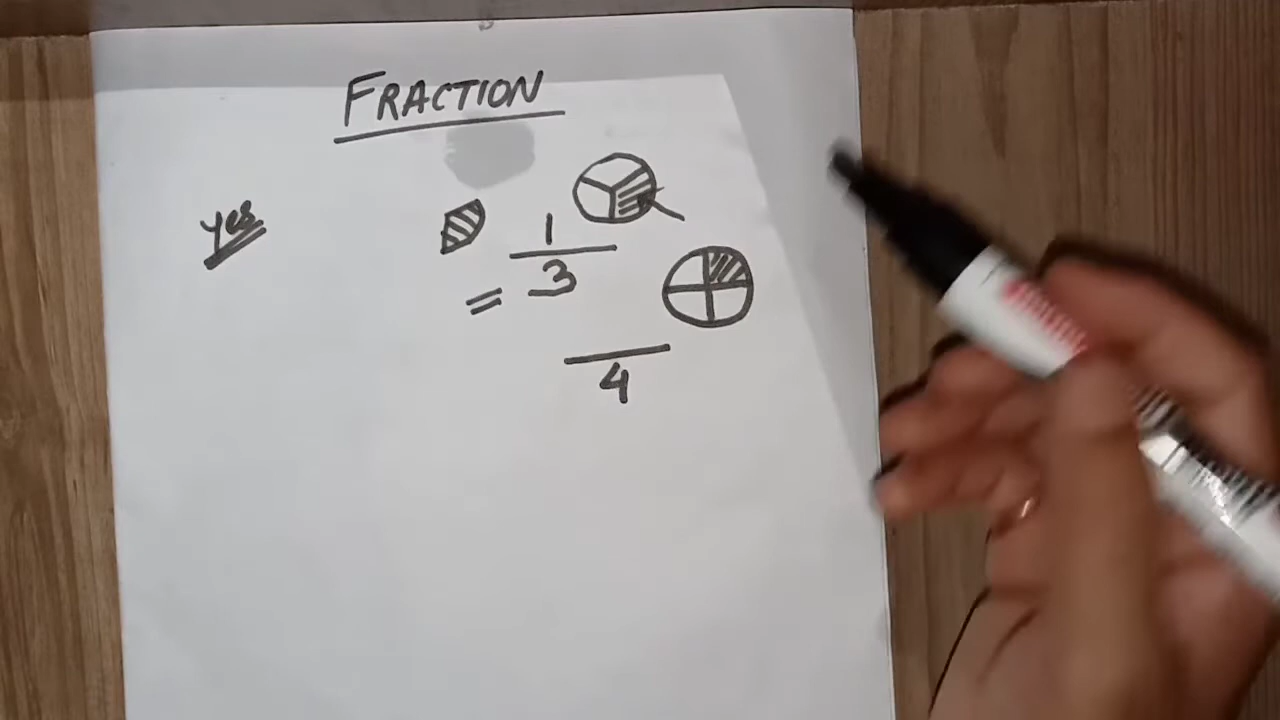 FRACTION
yes
1
3
=
4